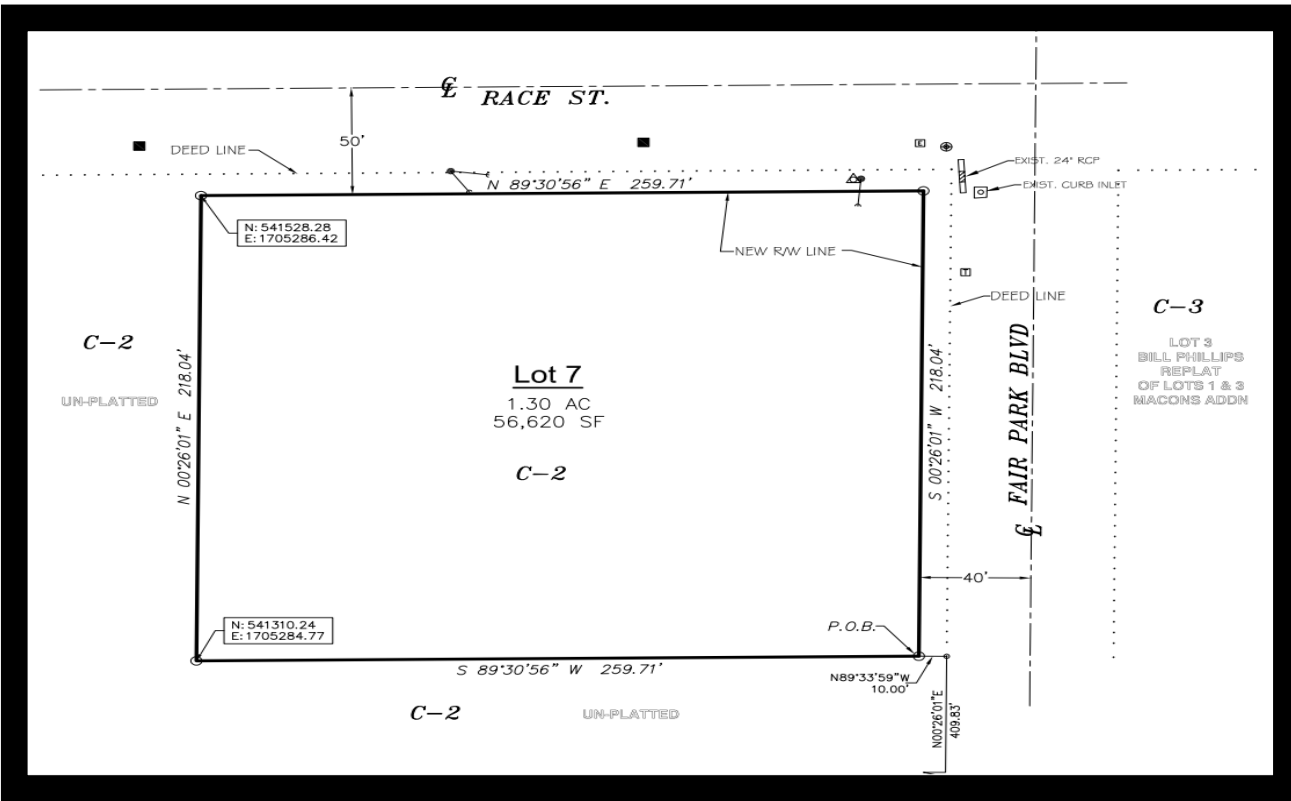 ℄ RACE ST.
50'
DEED LINE
E
EXIST. 24" RCP
EXIST. CURB INLET
N 89°30'56" E 259.71'
N: 541528.28
E: 1705286.42
NEW R/W LINE
T
DEED LINE
C-3
LOT 3
BILL PHILLIPS
REPLAT
OF LOTS 1 & 3
MACONS ADDN
C-2
UN-PLATTED
N 00°26'01" E 218.04'
Lot 7
1.30 AC
56,620 SF
C-2
S 00°26'01" W 218.04'
℄ FAIR PARK BLVD
40'
N: 541310.24
E: 1705284.77
P.O.B.
S 89°30'56" W 259.71'
N89°33'59"W
10.00'
N00°26'01"E
409.83'
C-2
UN-PLATTED